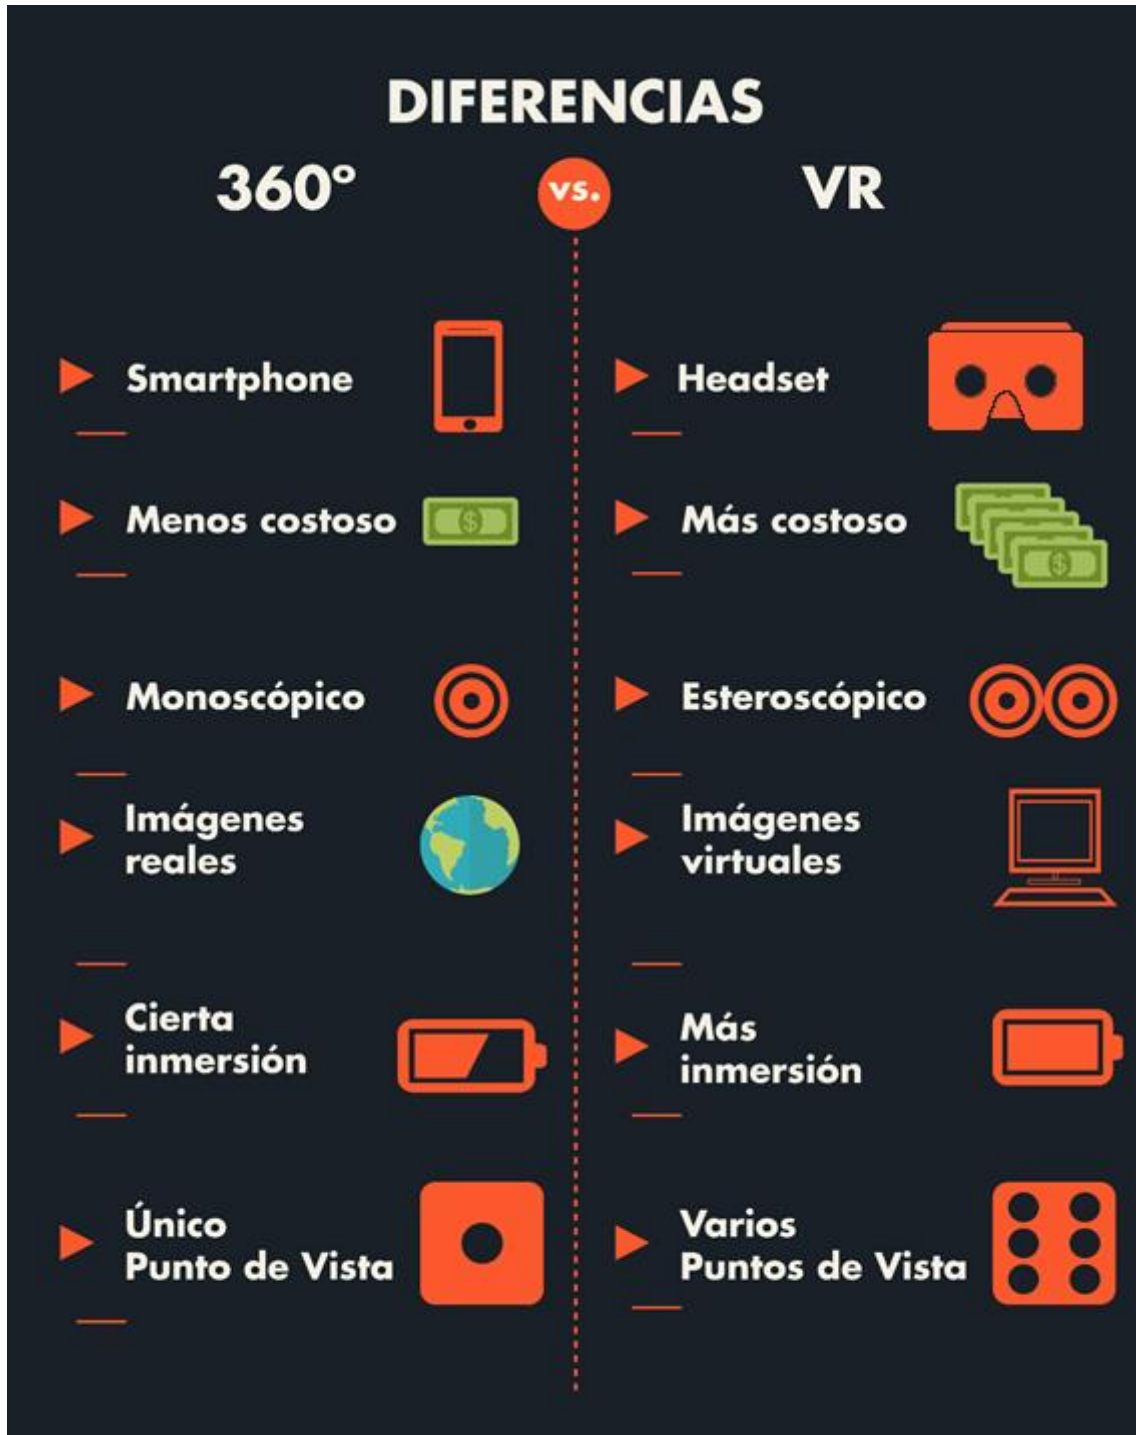 DIFERENCIAS
360º
vs.
VR
Smartphone
Headset
Menos costoso
Más costoso
Monoscópico
Esteroscópico
Imágenes
reales
Imágenes
virtuales
Cierta
inmersión
Más
inmersión
Único
Punto de Vista
Varios
Puntos de Vista